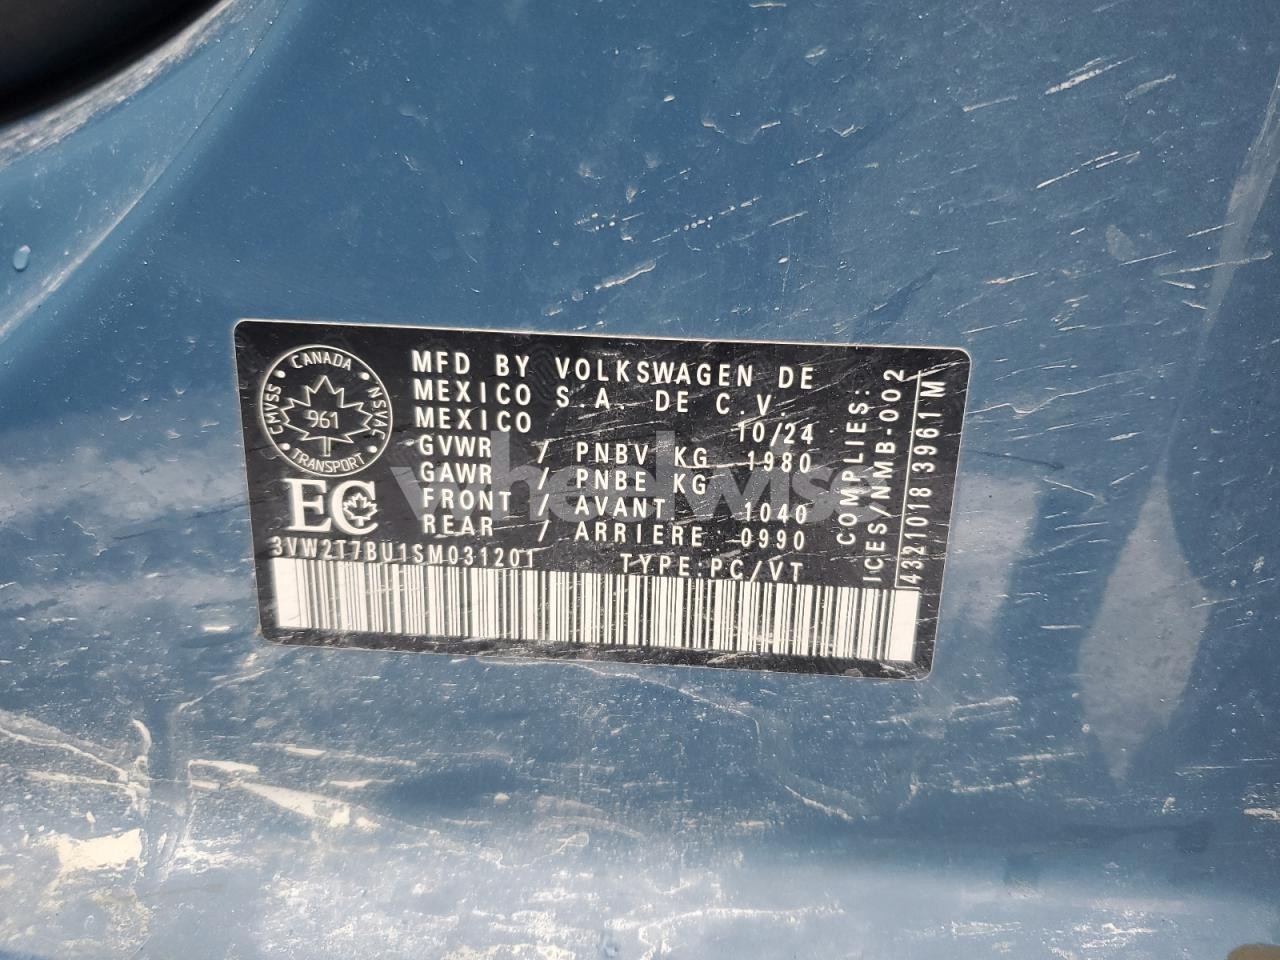 CANADA
CMVSS
NSVAC
961
TRANSPORT
EC
MFD BY VOLKSWAGEN DE
MEXICO S.A. DE C.V.
MEXICO 10/24
GVWR / PNBV KG 1980
GAWR / PNBE KG
FRONT / AVANT 1040
REAR / ARRIERE 0990
3VW2T7BU1SM031201 TYPE:PC/VT
COMPLIES:
ICES/NMB-002
4321018 3961 M
wheelwise